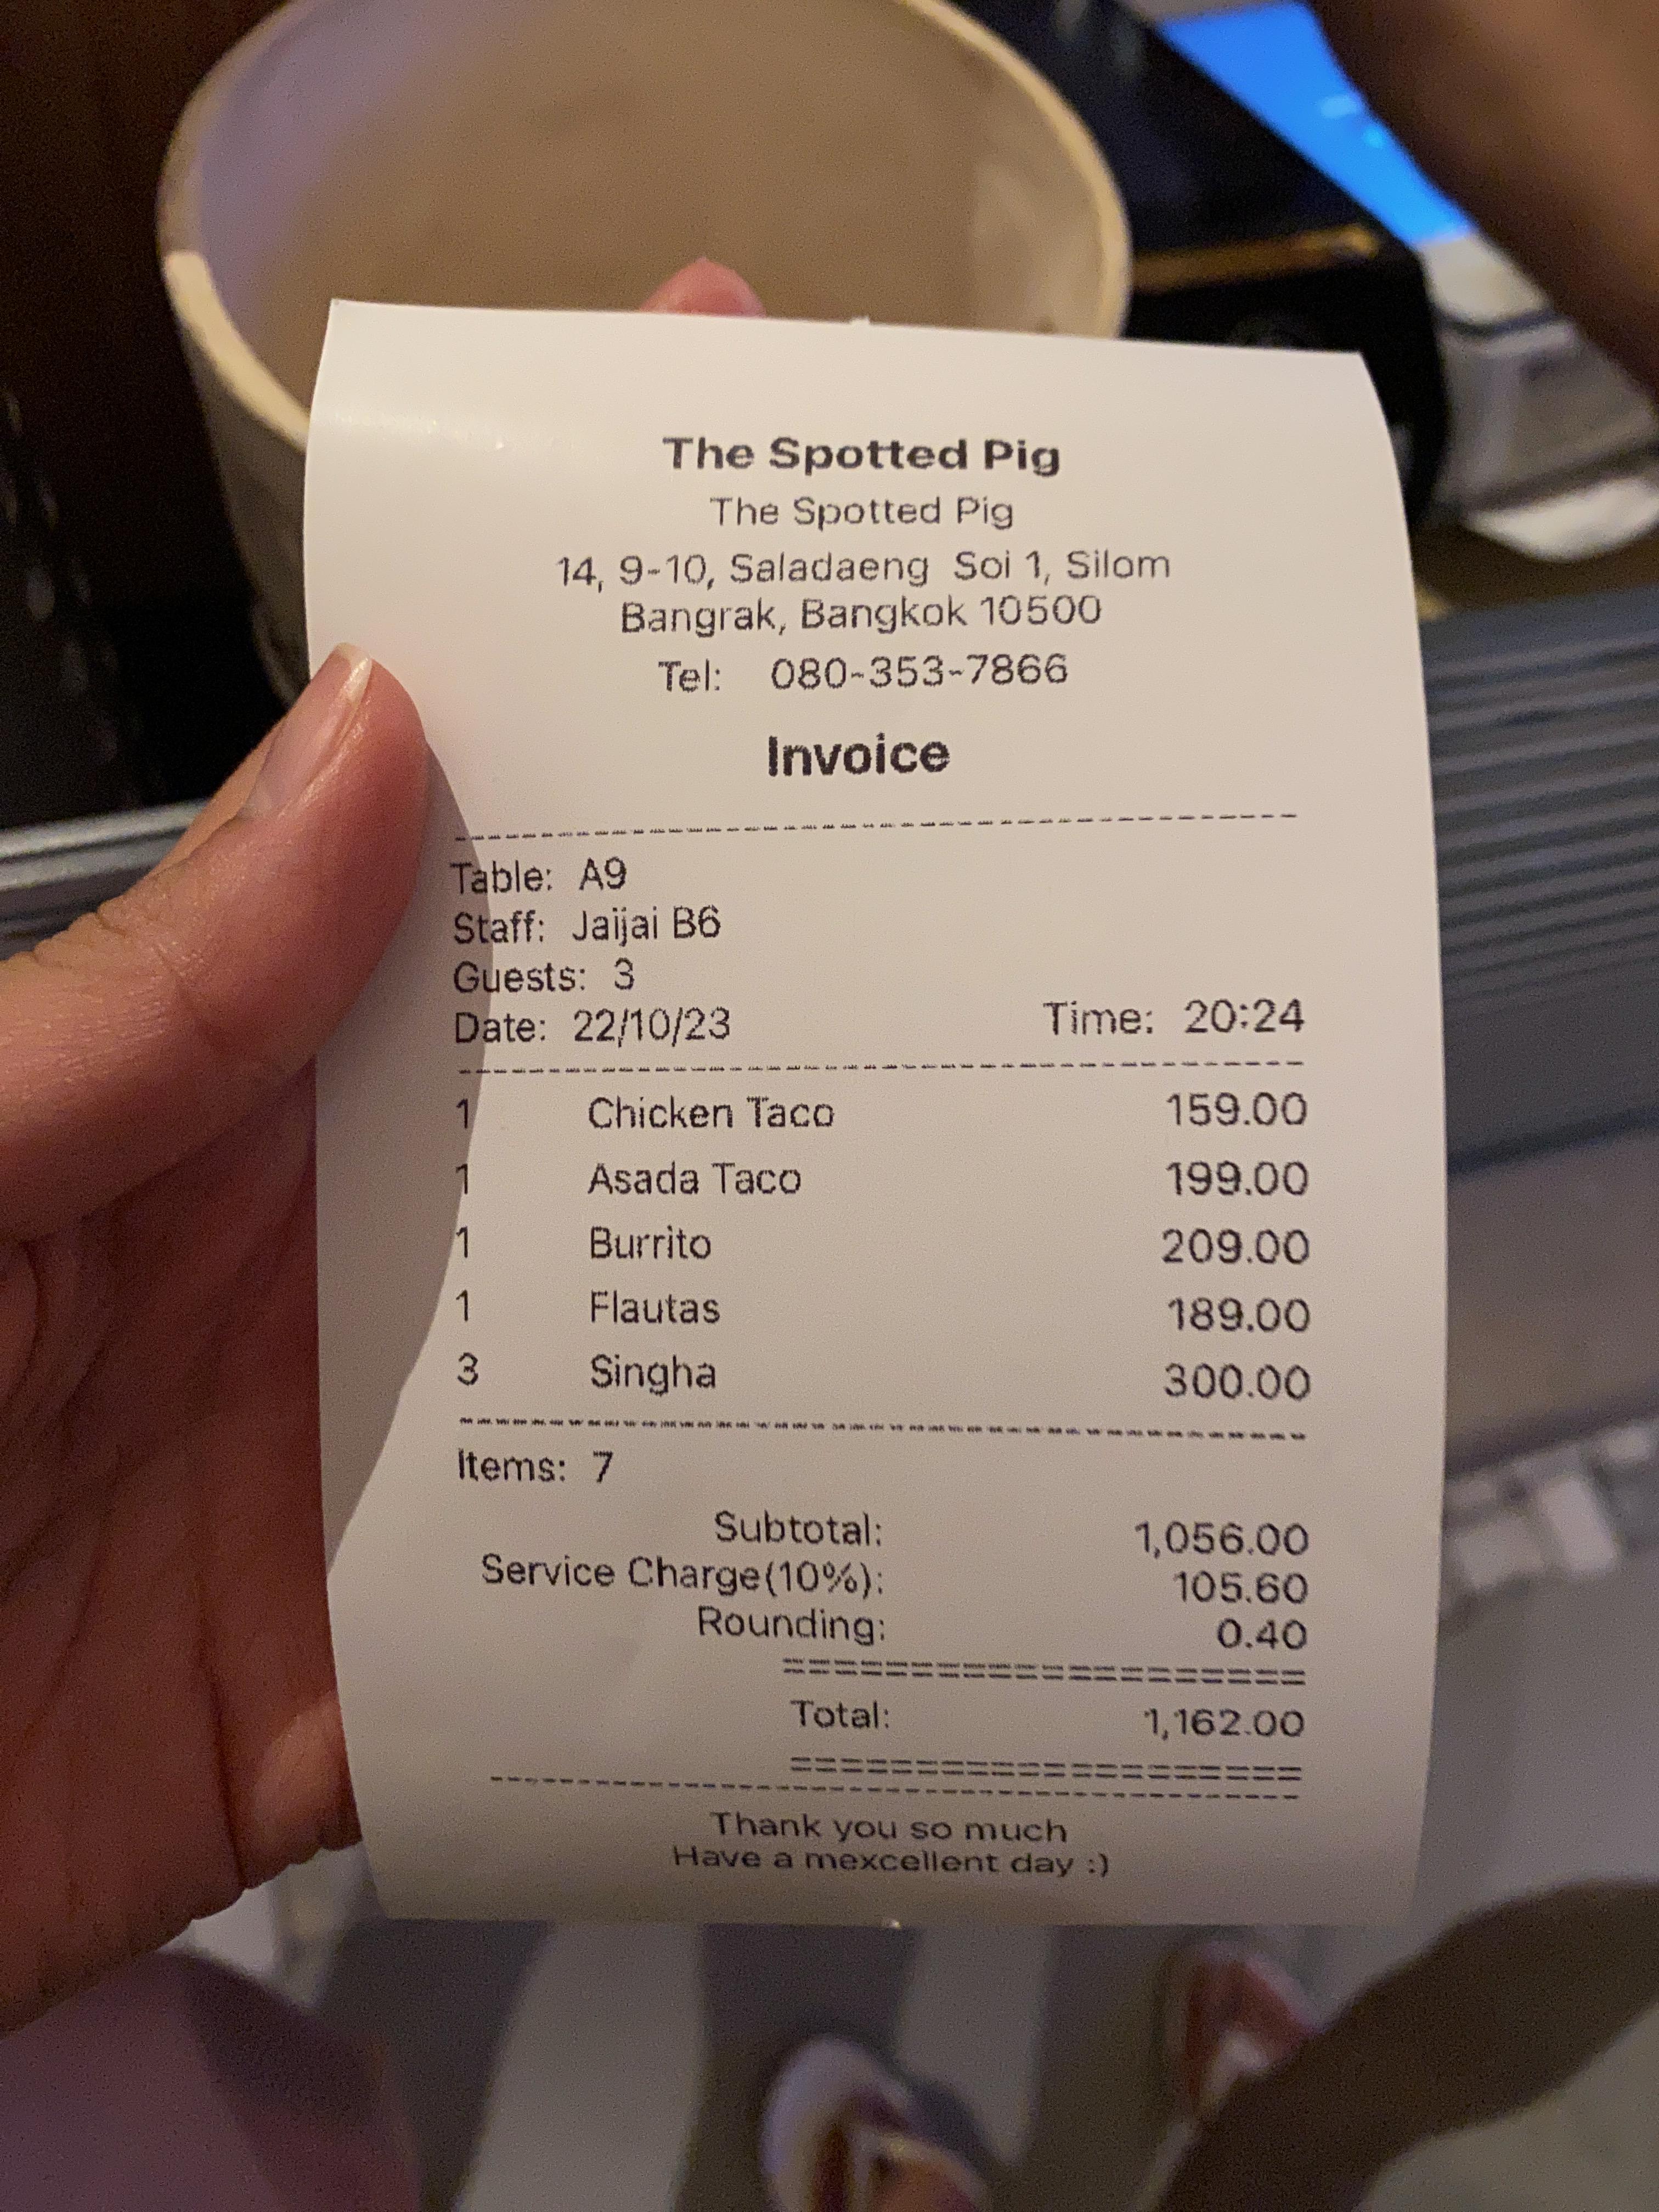 The Spotted Pig
The Spotted Pig
14, 9-10, Saladaeng Soi 1, Silom
Bangrak, Bangkok 10500
Tel: 080-353-7866
Invoice
Table: A9
Staff: Jaijai B6
Guests: 3
Date: 22/10/23 Time: 20:24
1 Chicken Taco 159.00
1 Asada Taco 199.00
1 Burrito 209.00
1 Flautas 189.00
3 Singha 300.00
Items: 7
Subtotal: 1,056.00
Service Charge(10%): 105.60
Rounding: 0.40
Total: 1,162.00
Thank you so much
Have a mexcellent day :)